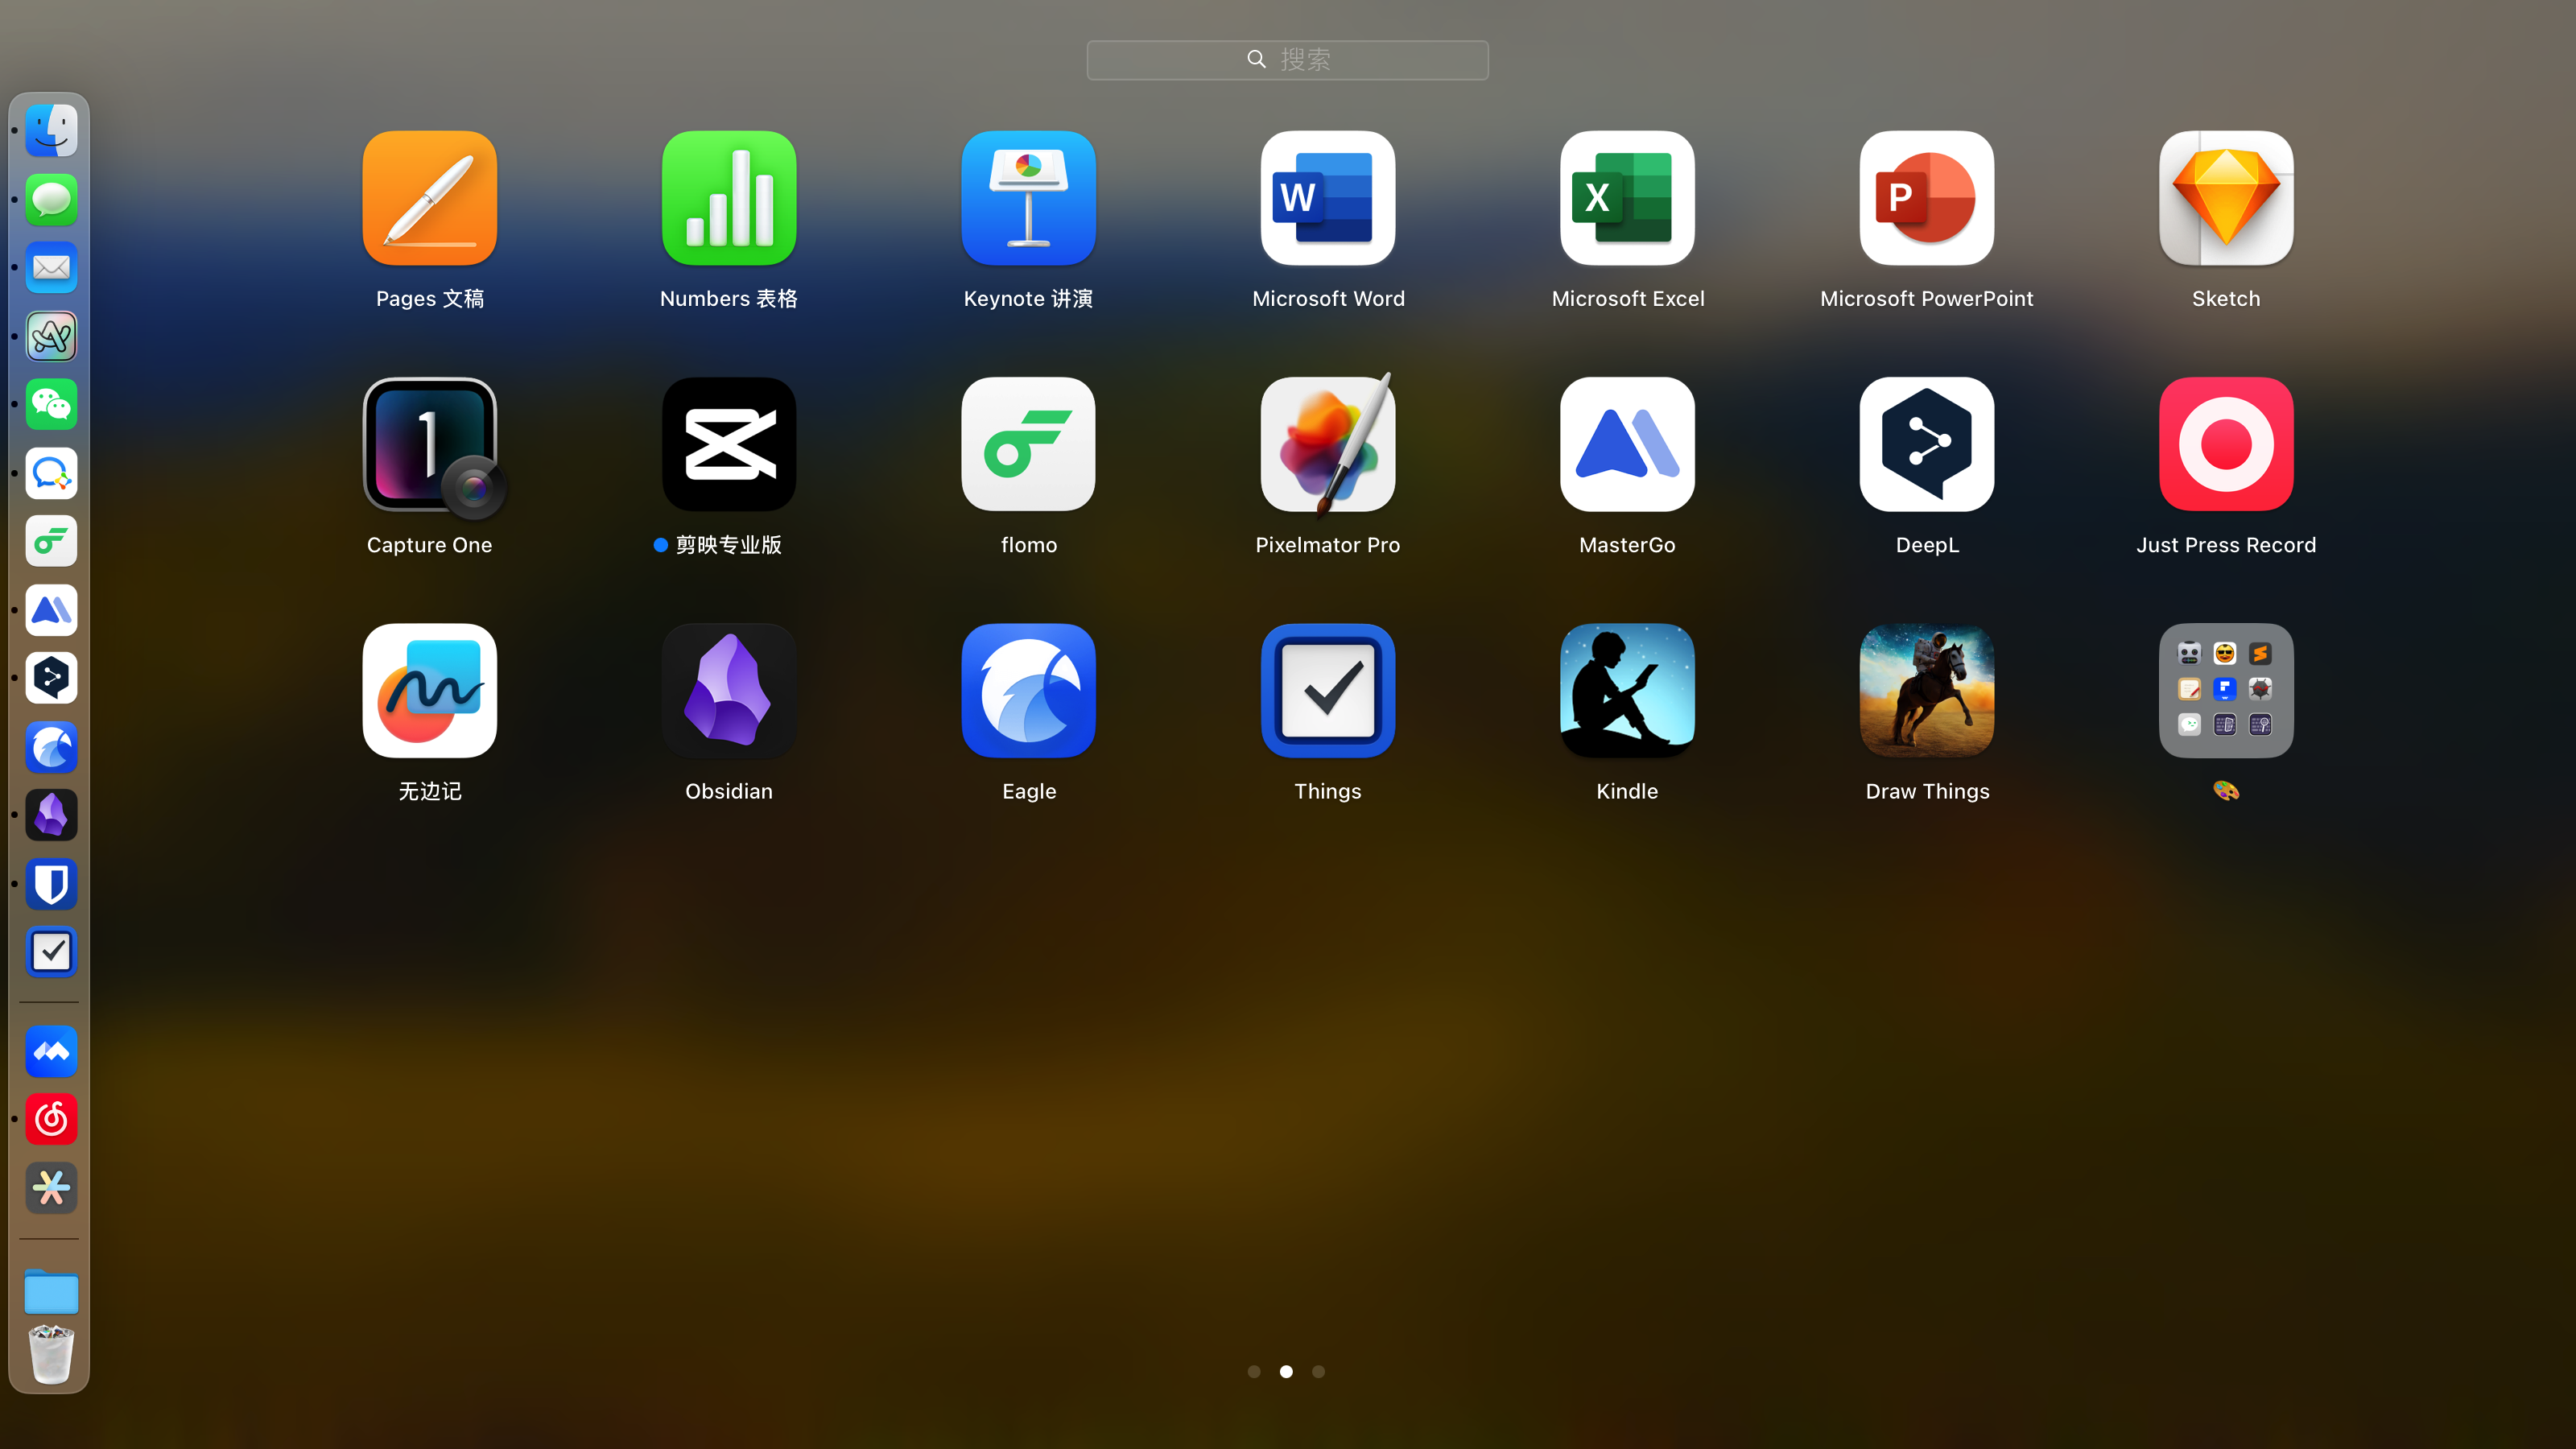 搜索
Pages 文稿
Numbers 表格
Keynote 讲演
Microsoft Word
Microsoft Excel
Microsoft PowerPoint
Sketch
Capture One
剪映专业版
flomo
Pixelmator Pro
MasterGo
DeepL
Just Press Record
无边记
Obsidian
Eagle
Things
Kindle
Draw Things